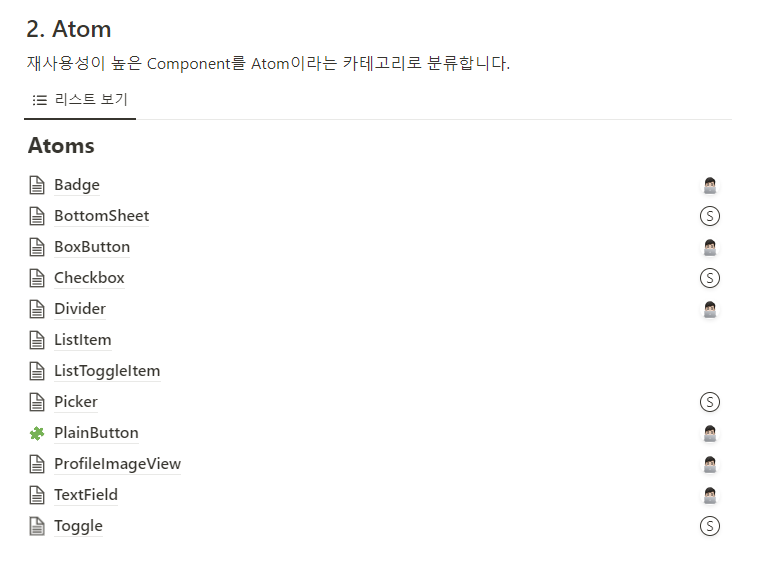 2. Atom
재사용성이 높은 Component를 Atom이라는 카테고리로 분류합니다.
리스트 보기
Atoms
Badge
BottomSheet
S
BoxButton
Checkbox
S
Divider
ListItem
ListToggleItem
Picker
S
PlainButton
ProfileImageView
TextField
Toggle
S